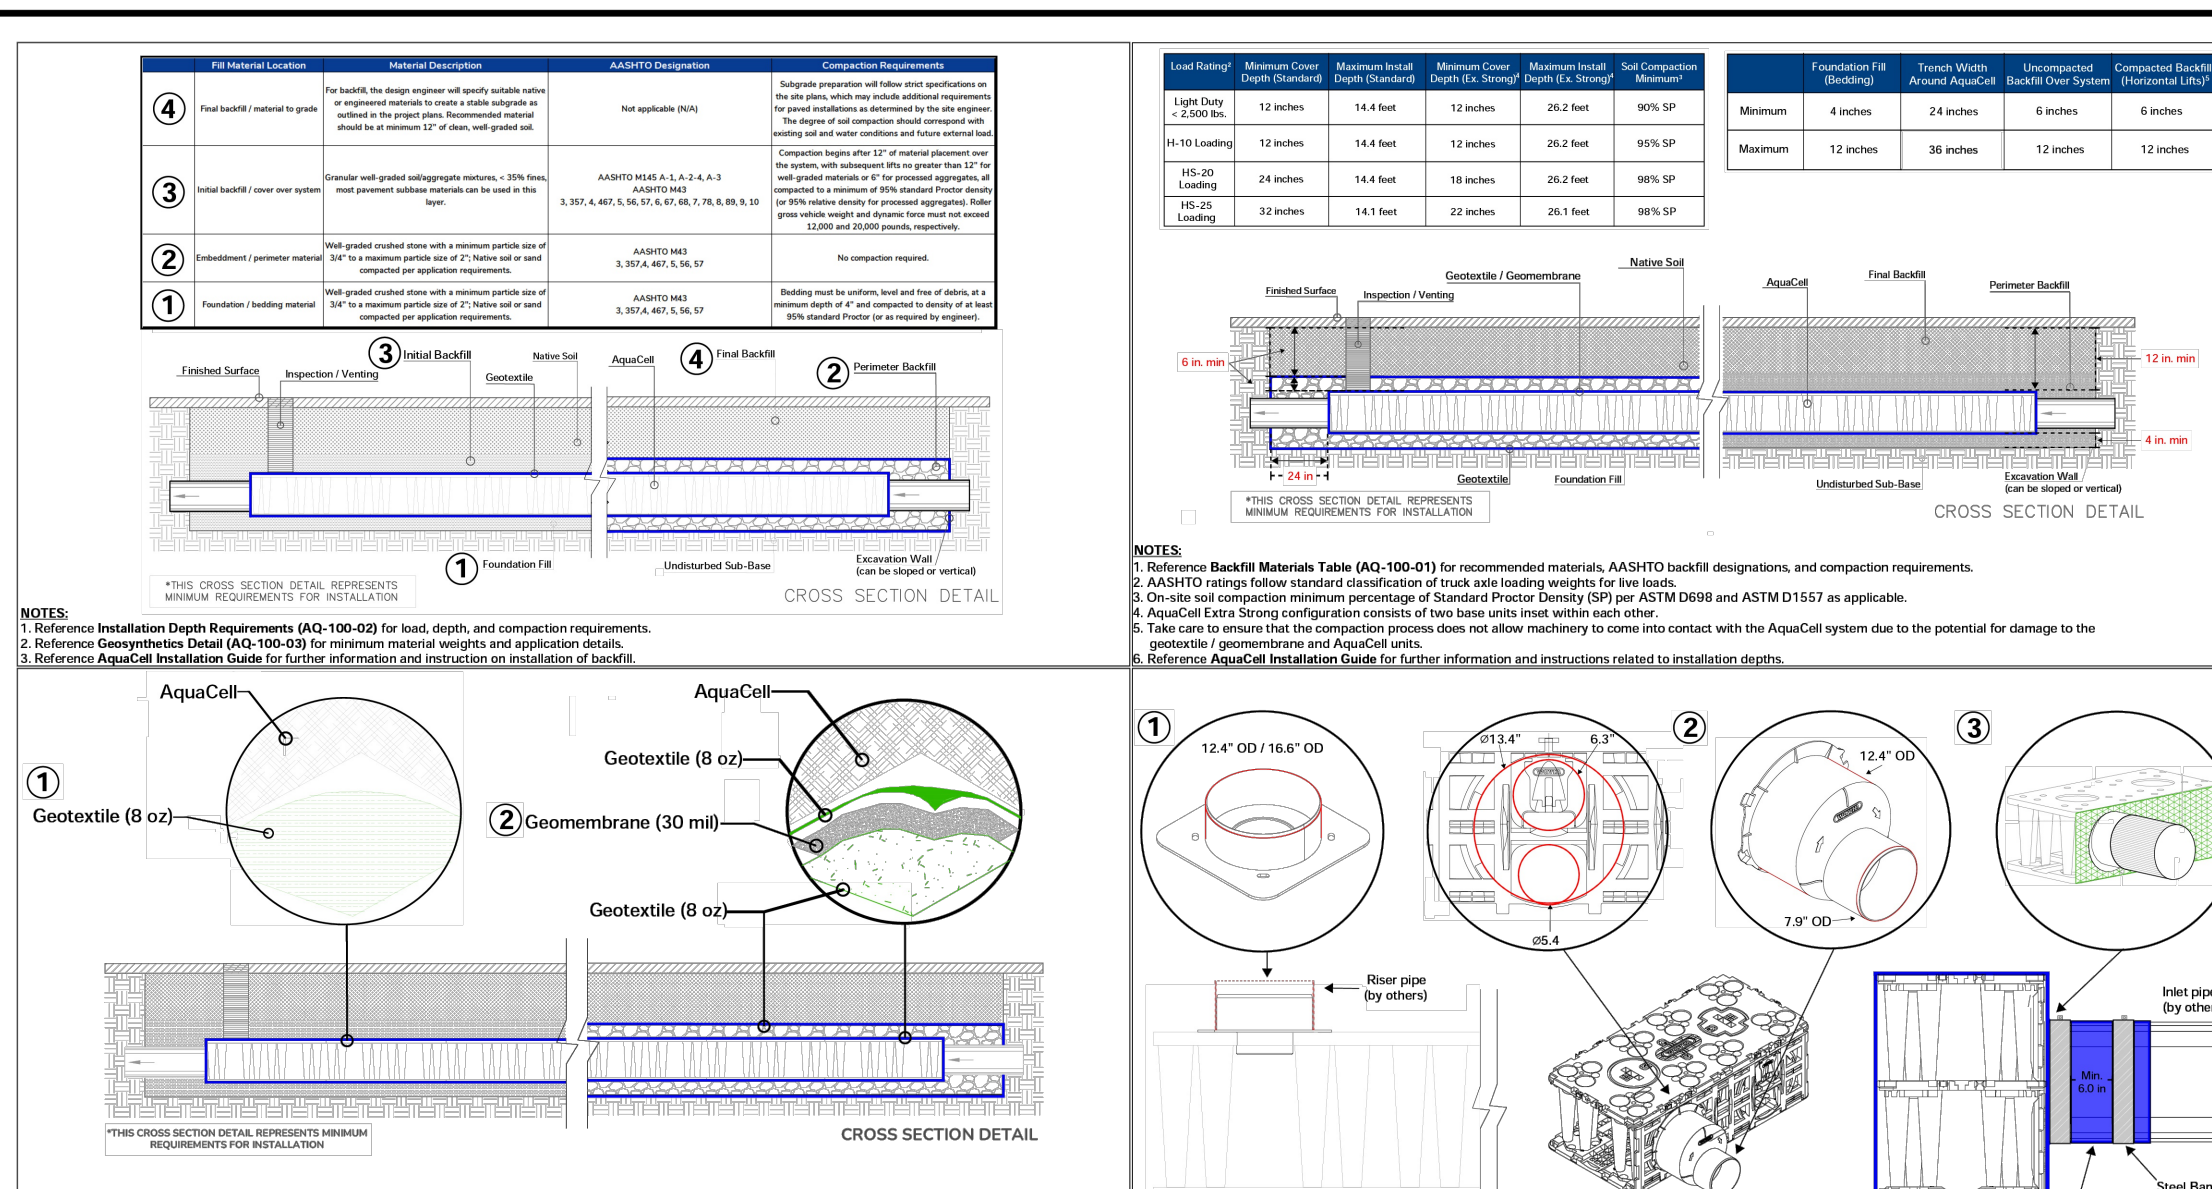 Fill Material Location
Material Description
AASHTO Designation
Compaction Requirements
4
Final backfill / material to grade
For backfill, the design engineer will specify suitable native
or engineered materials to create a stable subgrade as
outlined in the project plans. Recommended material
should be at minimum 12" of clean, well-graded soil.
Not applicable (N/A)
Subgrade preparation will follow strict specifications on
the site plans, which may include additional requirements
for paved installations as determined by the site engineer.
The degree of soil compaction should correspond with
existing soil and water conditions and future external load.
3
Initial backfill / cover over system
Granular well-graded soil/aggregate mixtures, < 35% fines,
most pavement subbase materials can be used in this
layer.
AASHTO M145 A-1, A-2-4, A-3
AASHTO M43
3, 357, 4, 467, 5, 56, 57, 6, 67, 68, 7, 78, 8, 89, 9, 10
Compaction begins after 12" of material placement over
the system, with subsequent lifts no greater than 12" for
well-graded materials or 6" for processed aggregates, all
compacted to a minimum of 95% standard Proctor density
(or 95% relative density for processed aggregates). Roller
gross vehicle weight and dynamic force must not exceed
12,000 and 20,000 pounds, respectively.
2
Embeddment / perimeter material
Well-graded crushed stone with a minimum particle size of
3/4" to a maximum particle size of 2"; Native soil or sand
compacted per application requirements.
AASHTO M43
3, 357,4, 467, 5, 56, 57
No compaction required.
1
Foundation / bedding material
Well-graded crushed stone with a minimum particle size of
3/4" to a maximum particle size of 2"; Native soil or sand
compacted per application requirements.
AASHTO M43
3, 357,4, 467, 5, 56, 57
Bedding must be uniform, level and free of debris, at a
minimum depth of 4" and compacted to density of at least
95% standard Proctor (or as required by engineer).
3 Initial Backfill
Native Soil
AquaCell
4 Final Backfill
Finished Surface
Inspection / Venting
Geotextile
2 Perimeter Backfill
1 Foundation Fill
Undisturbed Sub-Base
Excavation Wall
(can be sloped or vertical)
*THIS CROSS SECTION DETAIL REPRESENTS
MINIMUM REQUIREMENTS FOR INSTALLATION
CROSS SECTION DETAIL
NOTES:
1. Reference Installation Depth Requirements (AQ-100-02) for load, depth, and compaction requirements.
2. Reference Geosynthetics Detail (AQ-100-03) for minimum material weights and application details.
3. Reference AquaCell Installation Guide for further information and instruction on installation of backfill.
Load Rating²
Minimum Cover
Depth (Standard)
Maximum Install
Depth (Standard)
Minimum Cover
Depth (Ex. Strong)⁴
Maximum Install
Depth (Ex. Strong)⁴
Soil Compaction
Minimum³
Light Duty
< 2,500 lbs.
12 inches
14.4 feet
12 inches
26.2 feet
90% SP
H-10 Loading
12 inches
14.4 feet
12 inches
26.2 feet
95% SP
HS-20
Loading
24 inches
14.4 feet
18 inches
26.2 feet
98% SP
HS-25
Loading
32 inches
14.1 feet
22 inches
26.1 feet
98% SP
Foundation Fill
(Bedding)
Trench Width
Around AquaCell
Uncompacted
Backfill Over System
Compacted Backfill
(Horizontal Lifts)⁵
Minimum
4 inches
24 inches
6 inches
6 inches
Maximum
12 inches
36 inches
12 inches
12 inches
Native Soil
Geotextile / Geomembrane
Finished Surface
Inspection / Venting
AquaCell
Final Backfill
Perimeter Backfill
6 in. min
12 in. min
4 in. min
24 in
Geotextile
Foundation Fill
Undisturbed Sub-Base
Excavation Wall
(can be sloped or vertical)
*THIS CROSS SECTION DETAIL REPRESENTS
MINIMUM REQUIREMENTS FOR INSTALLATION
CROSS SECTION DETAIL
NOTES:
1. Reference Backfill Materials Table (AQ-100-01) for recommended materials, AASHTO backfill designations, and compaction requirements.
2. AASHTO ratings follow standard classification of truck axle loading weights for live loads.
3. On-site soil compaction minimum percentage of Standard Proctor Density (SP) per ASTM D698 and ASTM D1557 as applicable.
4. AquaCell Extra Strong configuration consists of two base units inset within each other.
5. Take care to ensure that the compaction process does not allow machinery to come into contact with the AquaCell system due to the potential for damage to the
geotextile / geomembrane and AquaCell units.
6. Reference AquaCell Installation Guide for further information and instructions related to installation depths.
AquaCell
1
Geotextile (8 oz)
AquaCell
Geotextile (8 oz)
2 Geomembrane (30 mil)
Geotextile (8 oz)
*THIS CROSS SECTION DETAIL REPRESENTS MINIMUM
REQUIREMENTS FOR INSTALLATION
CROSS SECTION DETAIL
1
12.4" OD / 16.6" OD
Ø13.4"
6.3"
Ø5.4
2
12.4" OD
7.9" OD
3
Riser pipe
(by others)
Inlet pipe
(by othe
Min.
6.0 in
Steel Ban